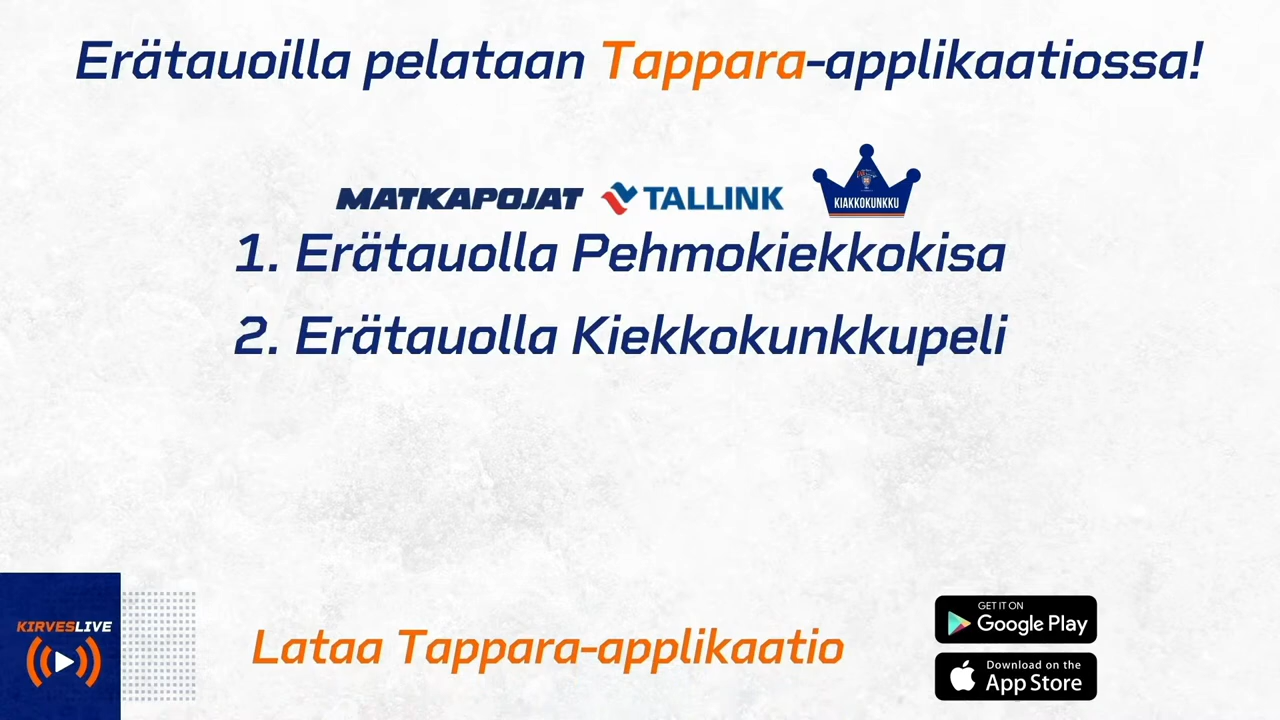 Erätauoilla pelataan Tappara-applikaatiossa!
MATKAPOJAT TALLINK KIAKKOKUNKKU
1. Erätauolla Pehmokiekkokisa
2. Erätauolla Kiekkokunkkupeli
KIRVESLIVE
Lataa Tappara-applikaatio
GET IT ON
Google Play
Download on the
App Store